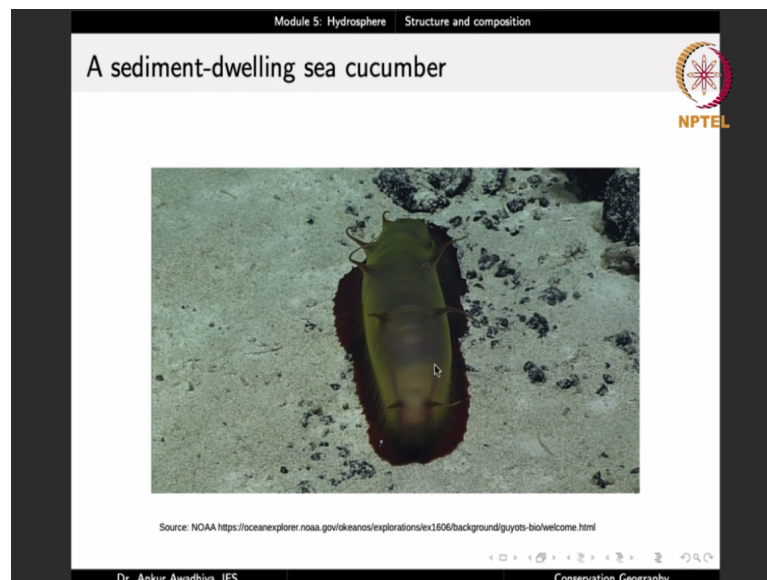 Module 5: Hydrosphere Structure and composition
A sediment-dwelling sea cucumber
NPTEL
Source: NOAA https://oceanexplorer.noaa.gov/okeanos/explorations/ex1606/background/guyots-bio/welcome.html
Dr. Ankur Awadhiya, IFS Conservation Geography